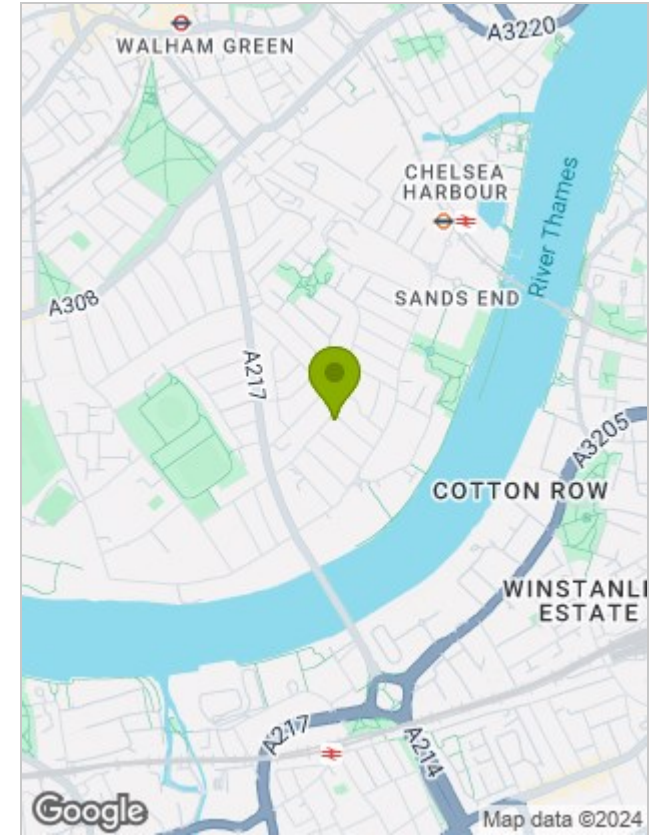 A3220
WALHAM GREEN
CHELSEA
HARBOUR
River Thames
A308
SANDS END
A217
A3205
COTTON ROW
WINSTANLE
ESTATE
A217
A214
Google
Map data ©2024